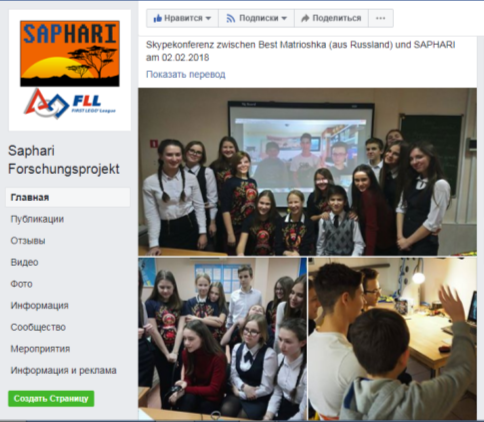 Нравится
Подписки
Поделиться
SAPHARI
FLL
FIRST LEGO League
Skypekonferenz zwischen Best Matrioshka (aus Russland) und SAPHARI
am 02.02.2018
Показать перевод
Saphari
Forschungsprojekt
Главная
Публикации
Отзывы
Видео
Фото
Информация
Сообщество
Мероприятия
Информация и реклама
Создать Страницу